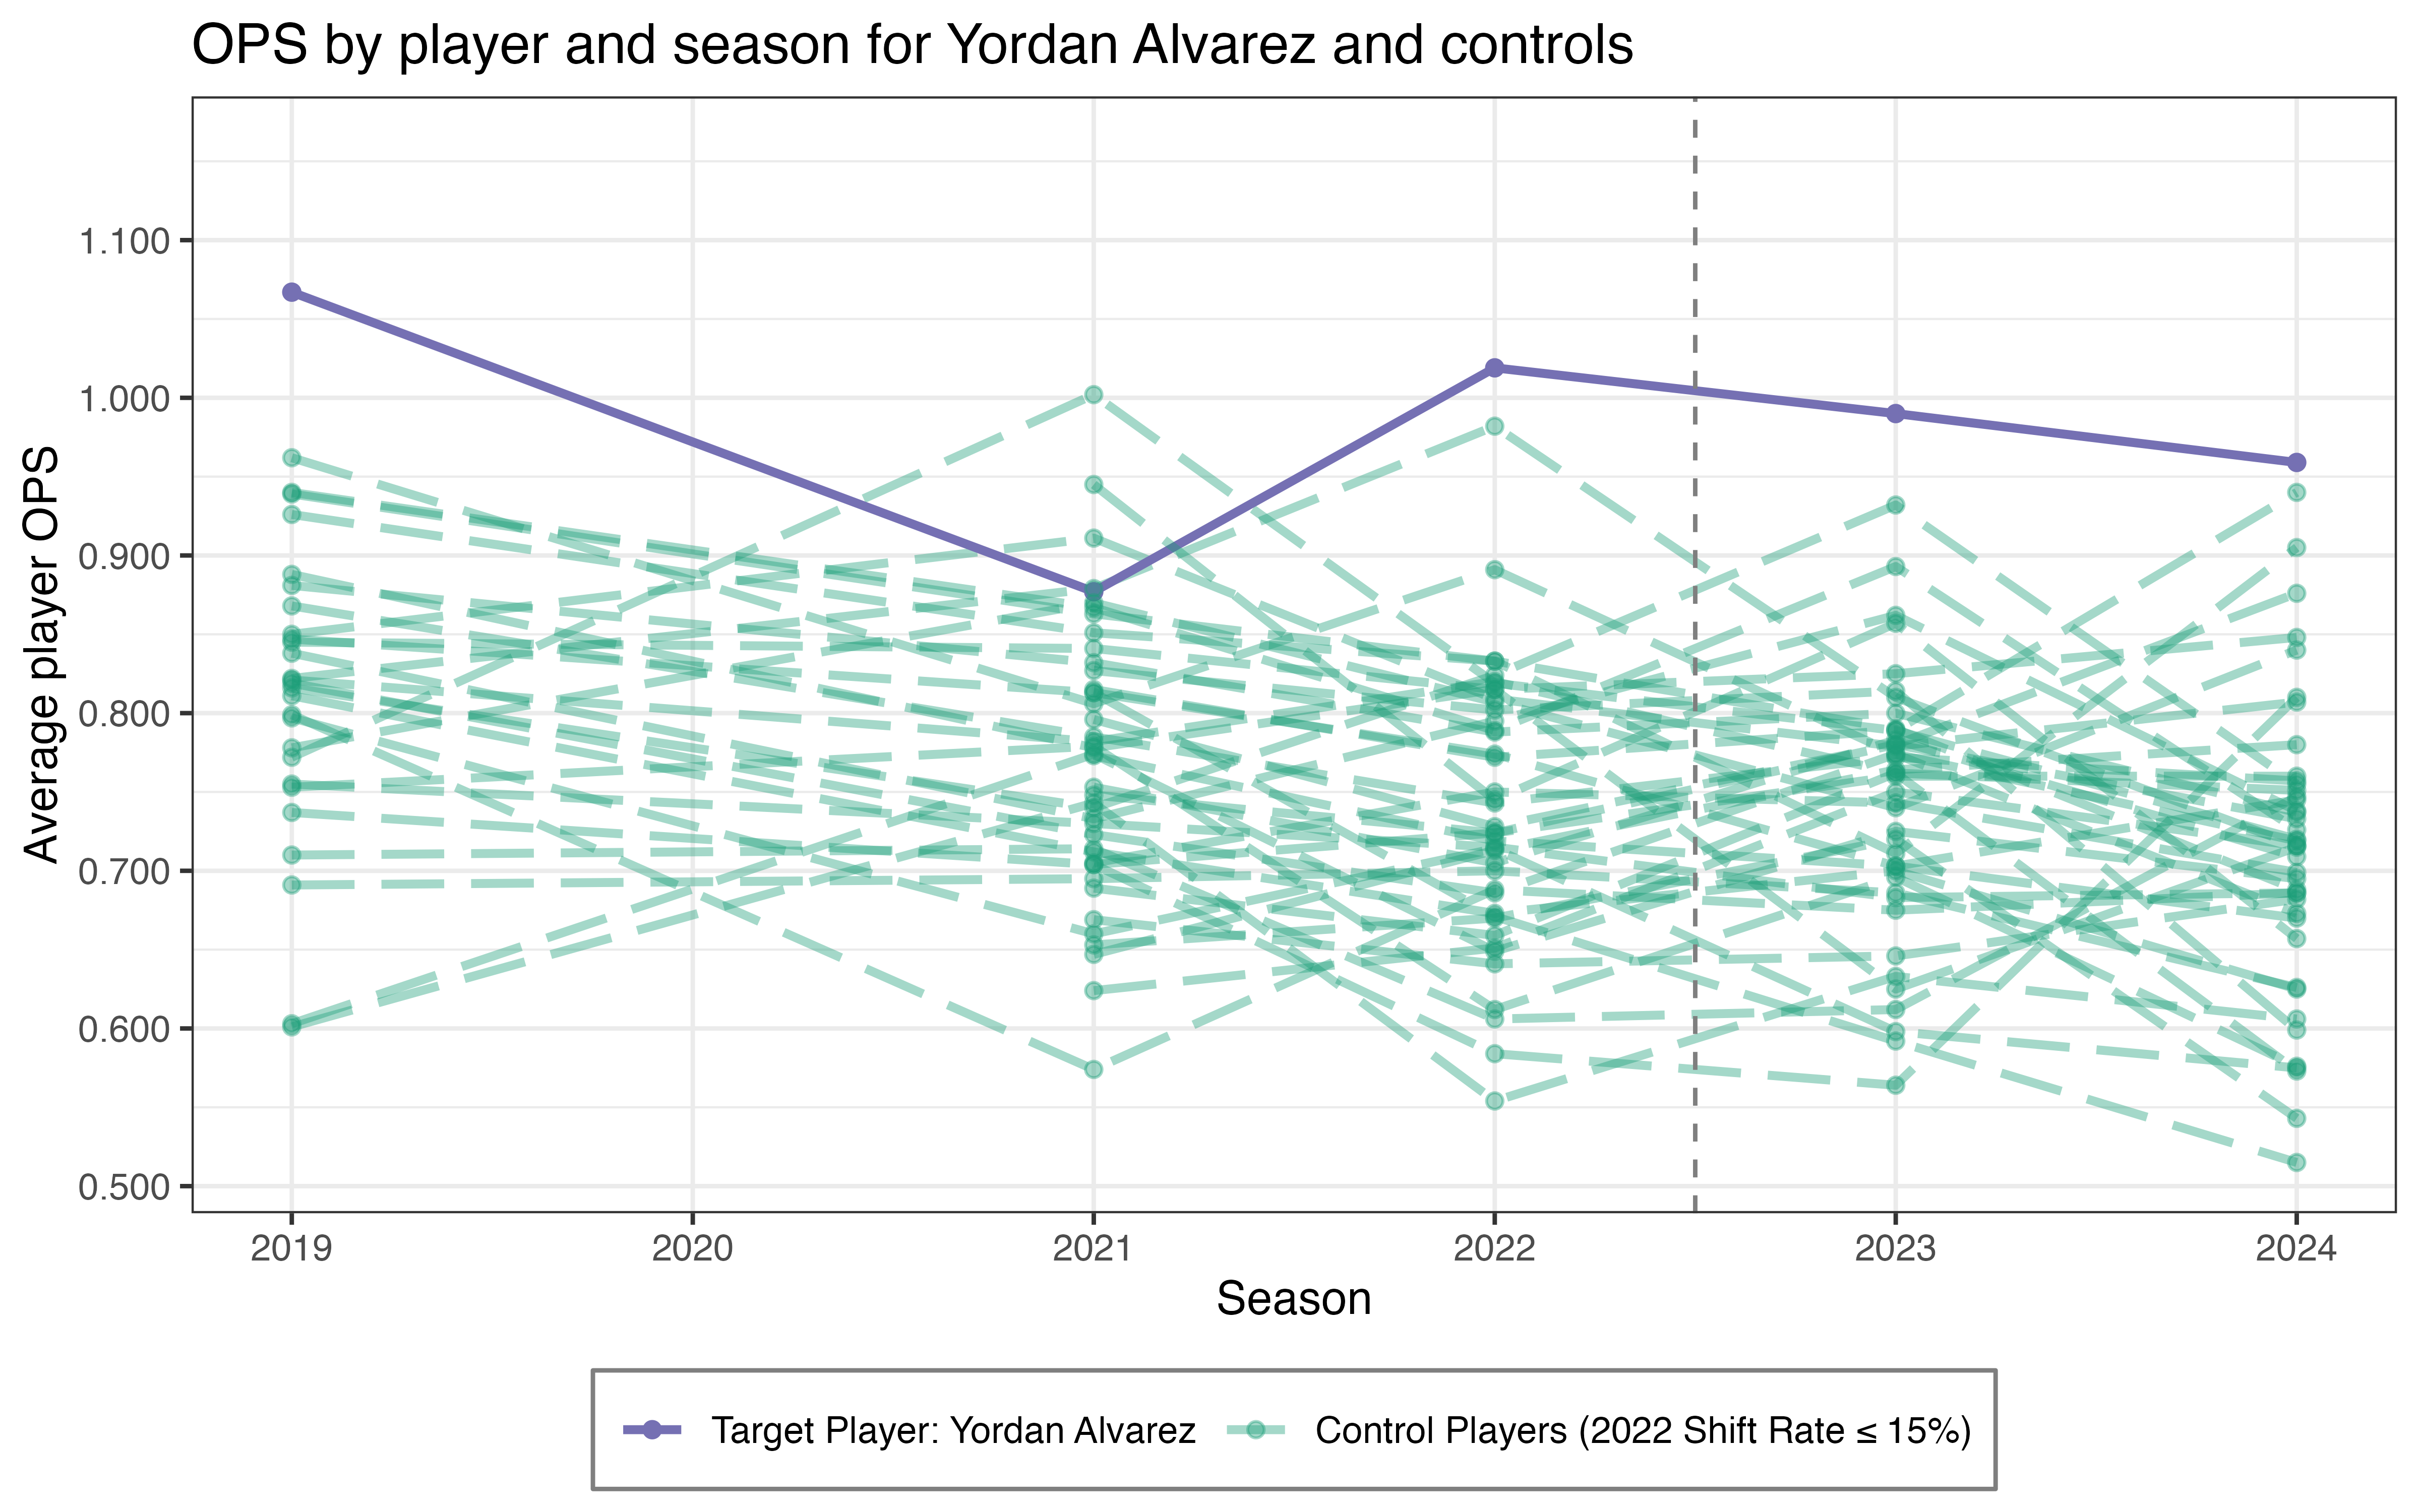 OPS by player and season for Yordan Alvarez and controls
Average player OPS
1.100
1.000
0.900
0.800
0.700
0.600
0.500
2019 2020 2021 2022 2023 2024
Season
Target Player: Yordan Alvarez Control Players (2022 Shift Rate ≤ 15%)